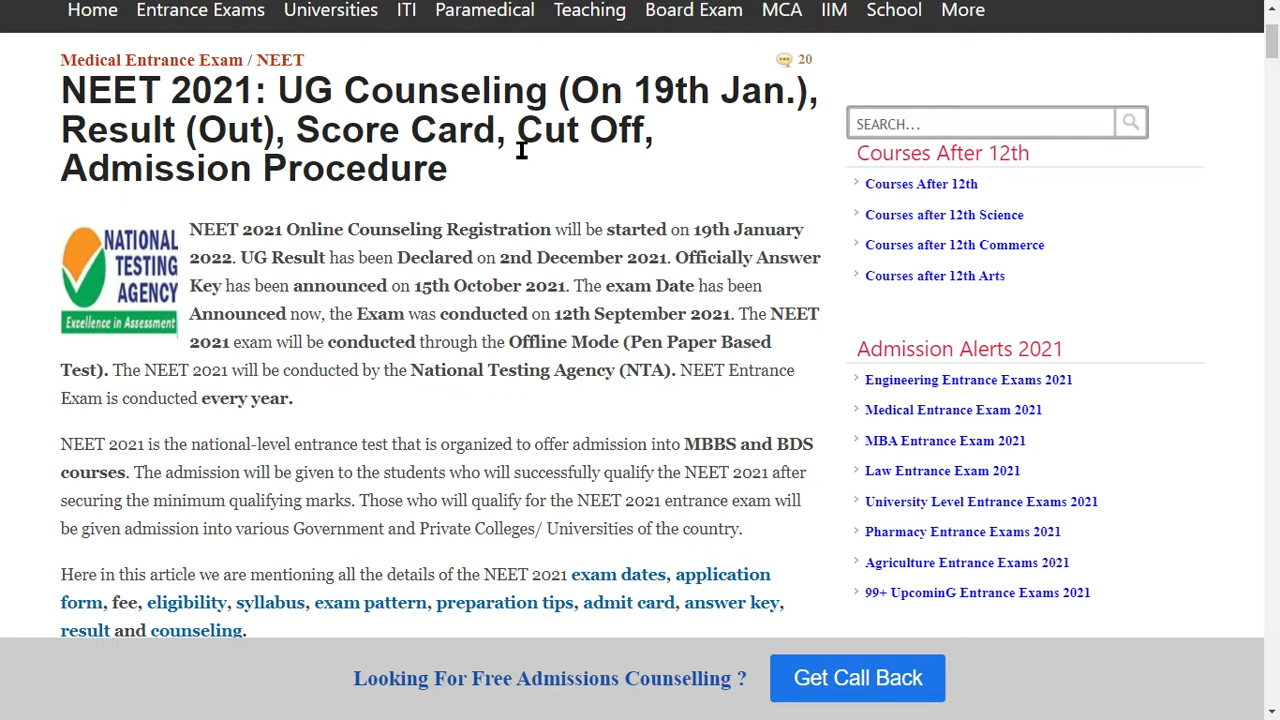 Home Entrance Exams Universities ITI Paramedical Teaching Board Exam MCA IIM School More
Medical Entrance Exam / NEET
20
NEET 2021: UG Counseling (On 19th Jan.),
Result (Out), Score Card, Cut Off,
Admission Procedure
NATIONAL
TESTING
AGENCY
Excellence in Assessment
NEET 2021 Online Counseling Registration will be started on 19th January
2022. UG Result has been Declared on 2nd December 2021. Officially Answer
Key has been announced on 15th October 2021. The exam Date has been
Announced now, the Exam was conducted on 12th September 2021. The NEET
2021 exam will be conducted through the Offline Mode (Pen Paper Based
Test). The NEET 2021 will be conducted by the National Testing Agency (NTA). NEET Entrance
Exam is conducted every year.
NEET 2021 is the national-level entrance test that is organized to offer admission into MBBS and BDS
courses. The admission will be given to the students who will successfully qualify the NEET 2021 after
securing the minimum qualifying marks. Those who will qualify for the NEET 2021 entrance exam will
be given admission into various Government and Private Colleges/ Universities of the country.
Here in this article we are mentioning all the details of the NEET 2021 exam dates, application
form, fee, eligibility, syllabus, exam pattern, preparation tips, admit card, answer key,
result and counseling.
SEARCH...
Courses After 12th
Courses After 12th
Courses after 12th Science
Courses after 12th Commerce
Courses after 12th Arts
Admission Alerts 2021
Engineering Entrance Exams 2021
Medical Entrance Exam 2021
MBA Entrance Exam 2021
Law Entrance Exam 2021
University Level Entrance Exams 2021
Pharmacy Entrance Exams 2021
Agriculture Entrance Exams 2021
99+ UpcominG Entrance Exams 2021
Looking For Free Admissions Counselling ?
Get Call Back